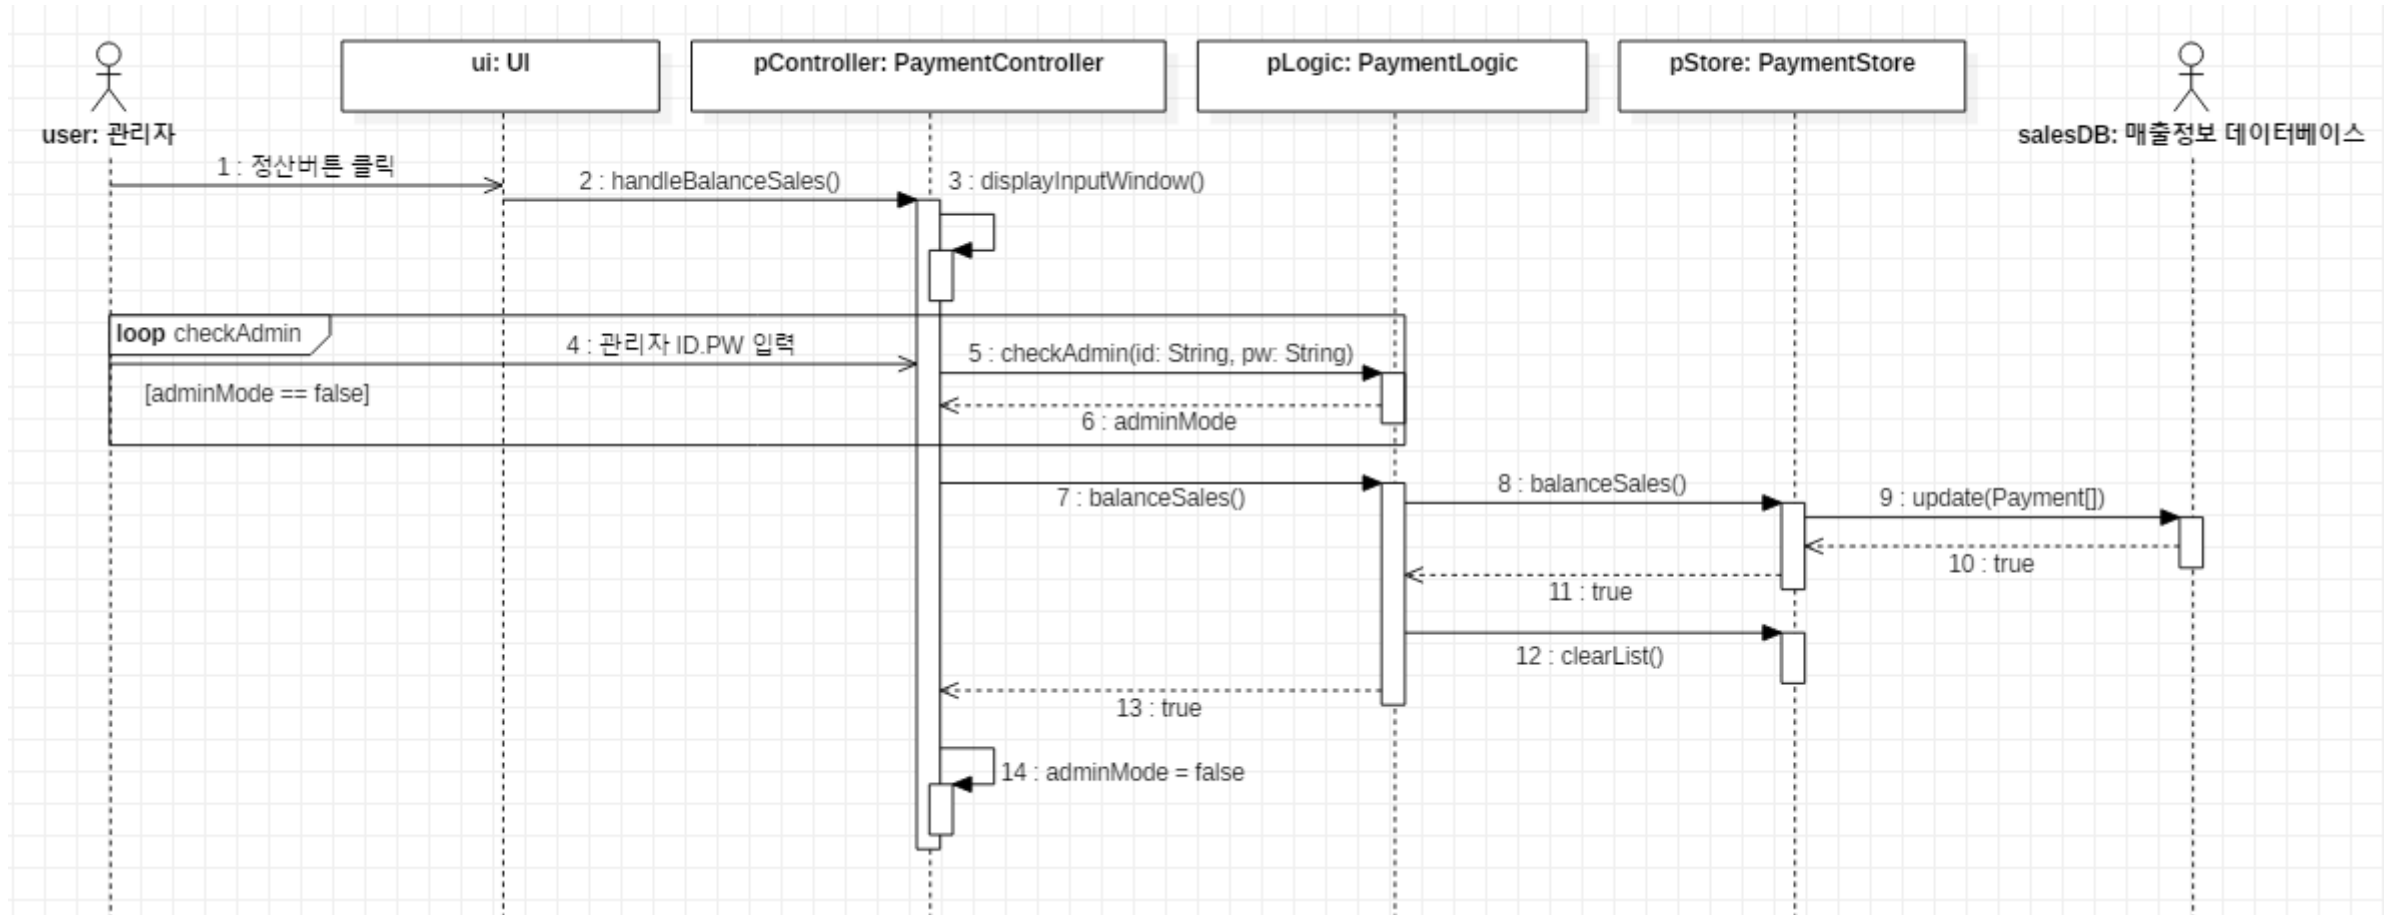 ui: UI
pController: PaymentController
pLogic: PaymentLogic
pStore: PaymentStore
user: 관리자
salesDB: 매출정보 데이터베이스
1 : 정산버튼 클릭
2 : handleBalanceSales()
3 : displayInputWindow()
loop checkAdmin
4 : 관리자 ID.PW 입력
5 : checkAdmin(id: String, pw: String)
[adminMode == false]
6 : adminMode
7 : balanceSales()
8 : balanceSales()
9 : update(Payment[])
10 : true
11 : true
12 : clearList()
13 : true
14 : adminMode = false